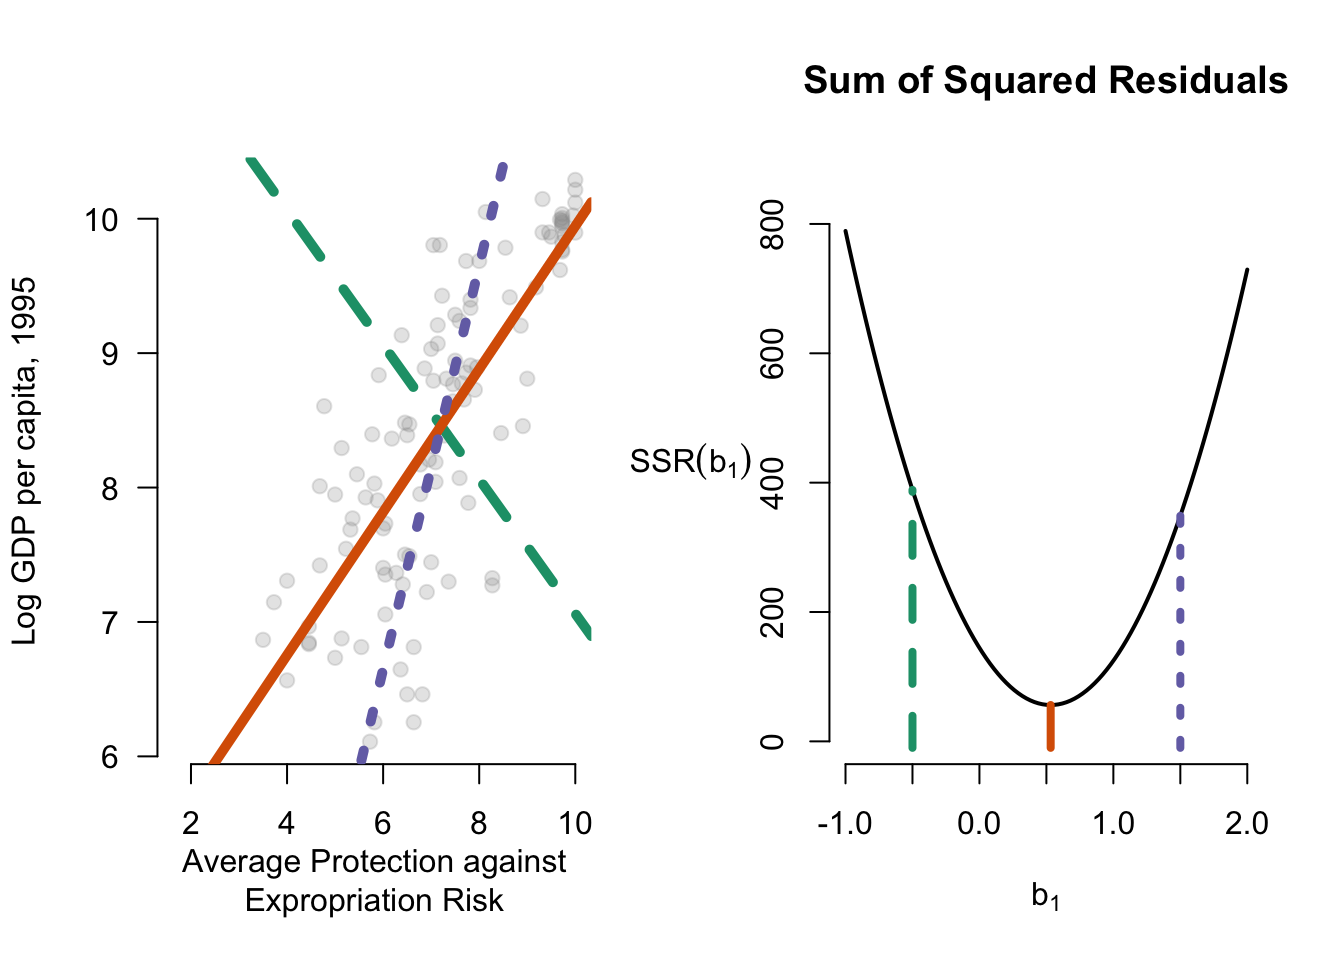 Log GDP per capita, 1995
10
9
8
7
6
2 4 6 8 10
Average Protection against
Expropriation Risk
Sum of Squared Residuals
SSR(b₁)
800
600
400
200
0
-1.0 0.0 1.0 2.0
b₁